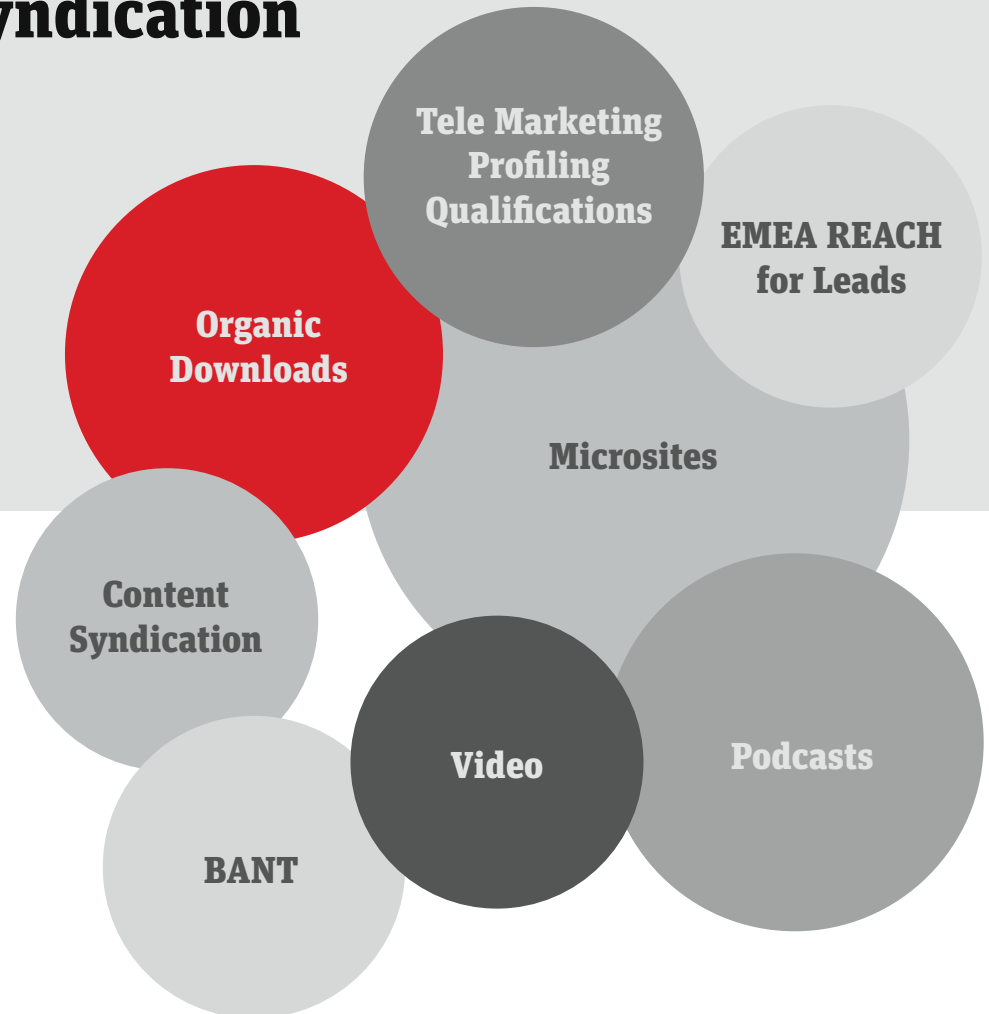 yndication
Tele Marketing
Profiling
Qualifications
EMEA REACH
for Leads
Organic
Downloads
Microsites
Content
Syndication
Video
Podcasts
BANT